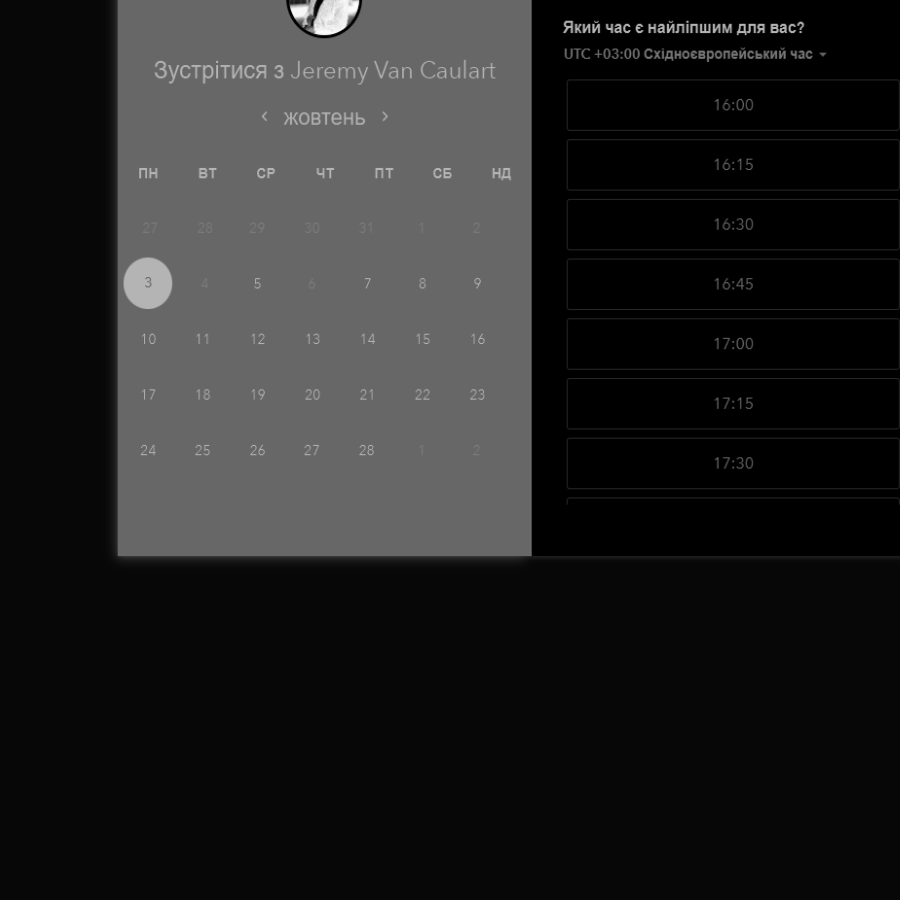 Зустрітися з Jeremy Van Caulart
жовтень
ПН ВТ СР ЧТ ПТ СБ НД
27 28 29 30 31 1 2
3 4 5 6 7 8 9
10 11 12 13 14 15 16
17 18 19 20 21 22 23
24 25 26 27 28 1 2
Який час є найліпшим для вас?
UTC +03:00 Східноєвропейський час
16:00
16:15
16:30
16:45
17:00
17:15
17:30